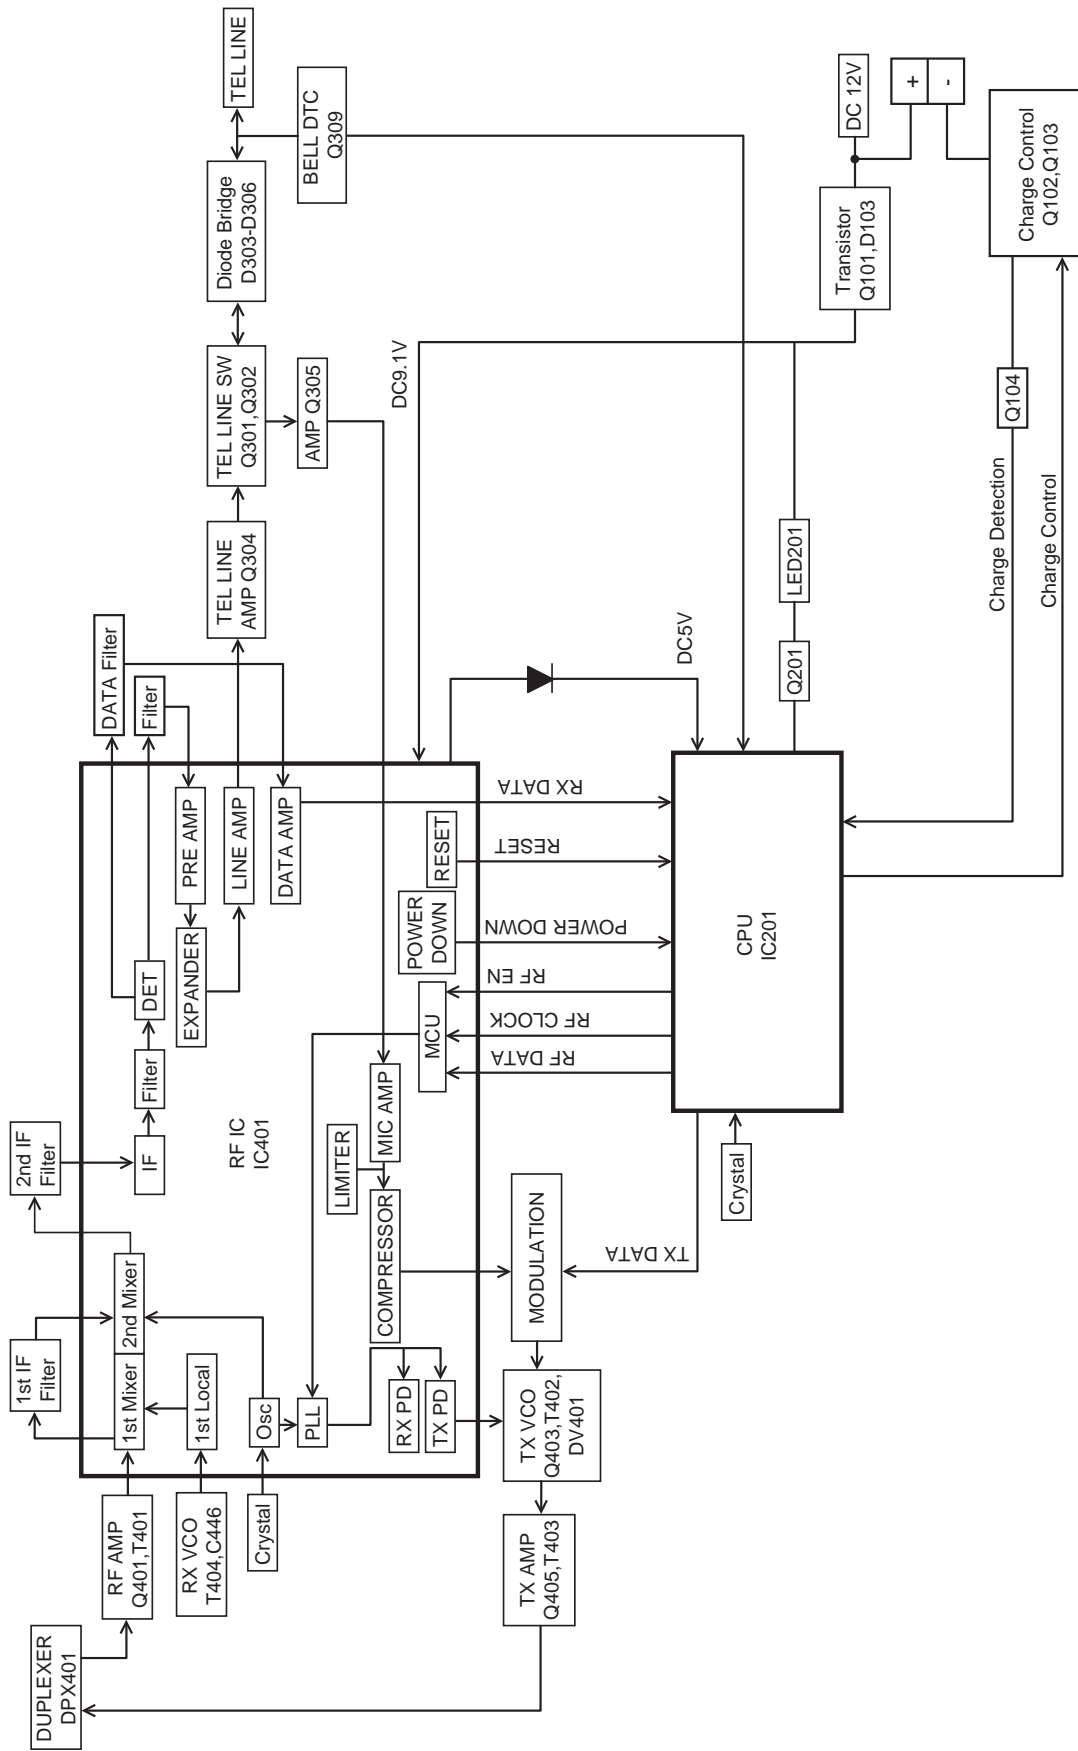 DUPLEXER
DPX401
RF AMP
Q401,T401
RX VCO
T404,C446
Crystal
1st IF
Filter
1st Mixer
2nd Mixer
1st Local
Osc
PLL
RX PD
TX PD
2nd IF
Filter
IF
Filter
DET
EXPANDER
PRE AMP
LINE AMP
DATA AMP
DATA Filter
Filter
RF IC
IC401
LIMITER
MIC AMP
COMPRESSOR
MCU
POWER
DOWN
RESET
TEL LINE
AMP Q304
TEL LINE SW
Q301,Q302
AMP Q305
Diode Bridge
D303-D306
TEL LINE
BELL DTC
Q309
DC9.1V
TX AMP
Q405,T403
TX VCO
Q403,T402,
DV401
MODULATION
TX DATA
RF DATA
RF CLOCK
RF EN
POWER DOWN
RESET
RX DATA
DC5V
Crystal
CPU
IC201
Q201
LED201
Transistor
Q101,D103
DC 12V
+
-
Charge Detection
Q104
Charge Control
Charge Control
Q102,Q103